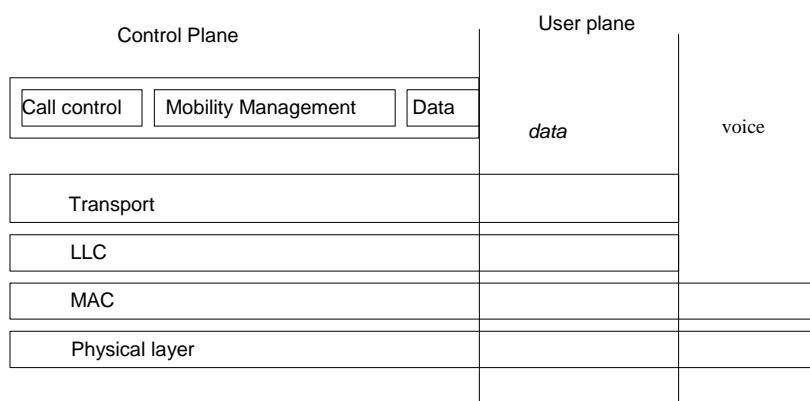 Control Plane
User plane
Call control
Mobility Management
Data
data
voice
Transport
LLC
MAC
Physical layer